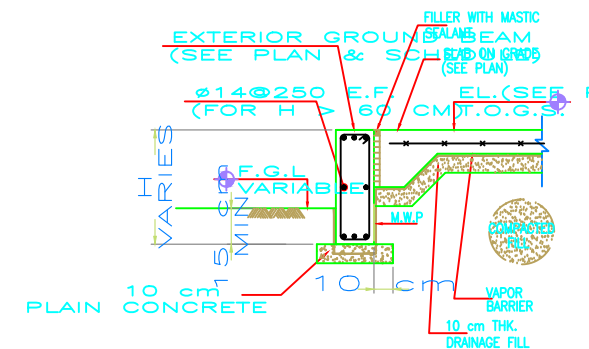 FILLER WITH MASTIC
SEALANT
EXTERIOR GROUND BEAM
(SEE PLAN & SCHEDULE)
SLAB ON GRADE
(SEE PLAN)
ø14@250 E.F.
(FOR H > 60 CM)
EL.(SEE
T.O.G.S.
H
VARIES
F.G.L
VARIABLE
15 cm
MIN
M.W.P
COMPACTED
FILL
10 cm
10 cm
PLAIN CONCRETE
VAPOR
BARRIER
10 cm THK.
DRAINAGE FILL